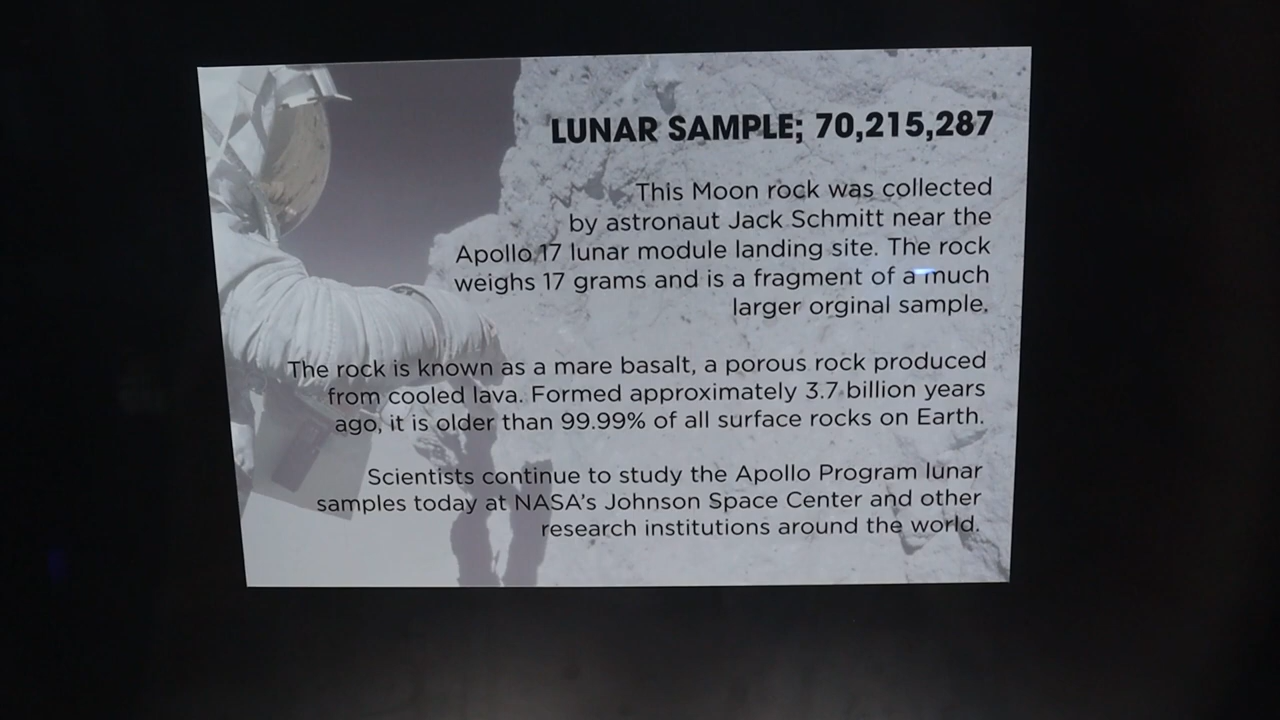 LUNAR SAMPLE; 70,215,287
This Moon rock was collected
by astronaut Jack Schmitt near the
Apollo 17 lunar module landing site. The rock
weighs 17 grams and is a fragment of a much
larger orginal sample.
The rock is known as a mare basalt, a porous rock produced
from cooled lava. Formed approximately 3.7 billion years
ago, it is older than 99.99% of all surface rocks on Earth.
Scientists continue to study the Apollo Program lunar
samples today at NASA's Johnson Space Center and other
research institutions around the world.